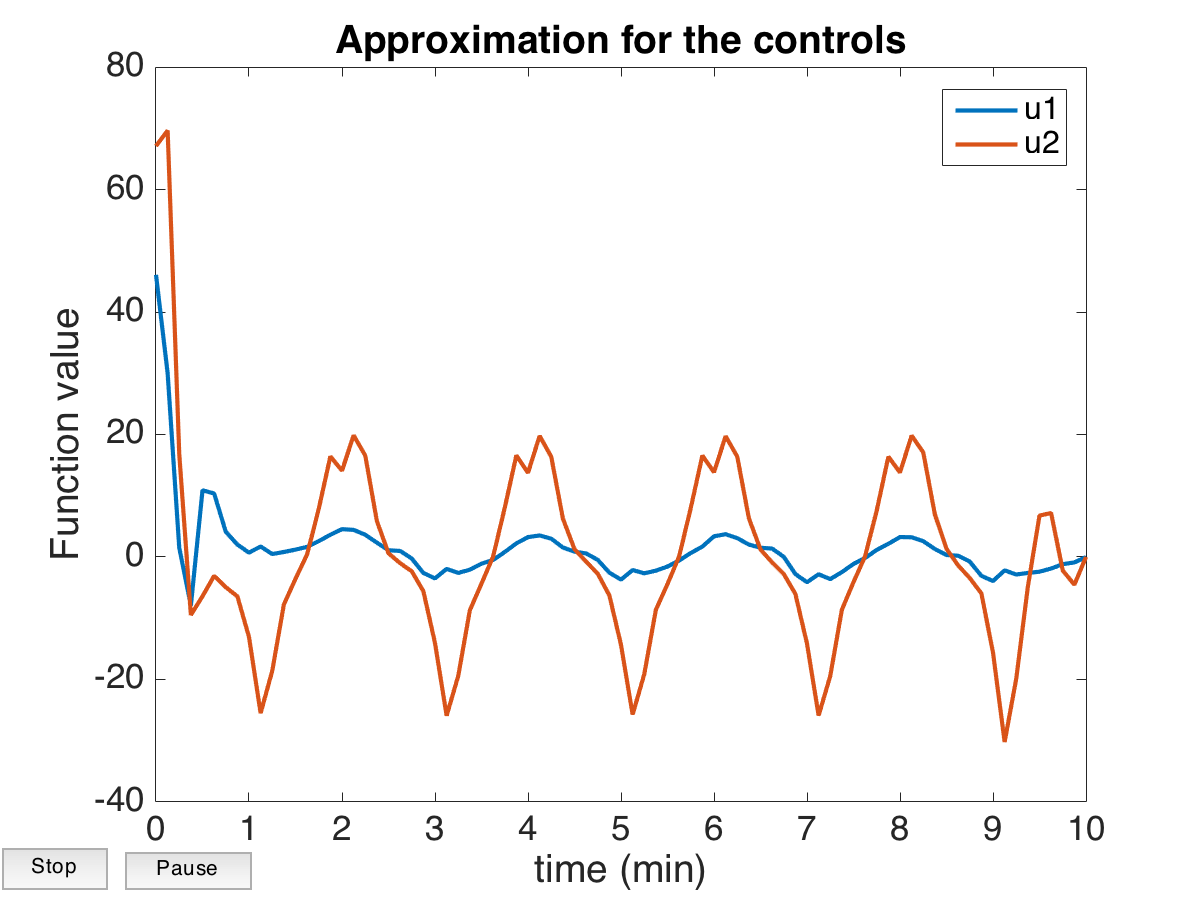 Approximation for the controls
80
60
40
20
0
-20
-40
Function value
u1
u2
0 1 2 3 4 5 6 7 8 9 10
time (min)
Stop Pause